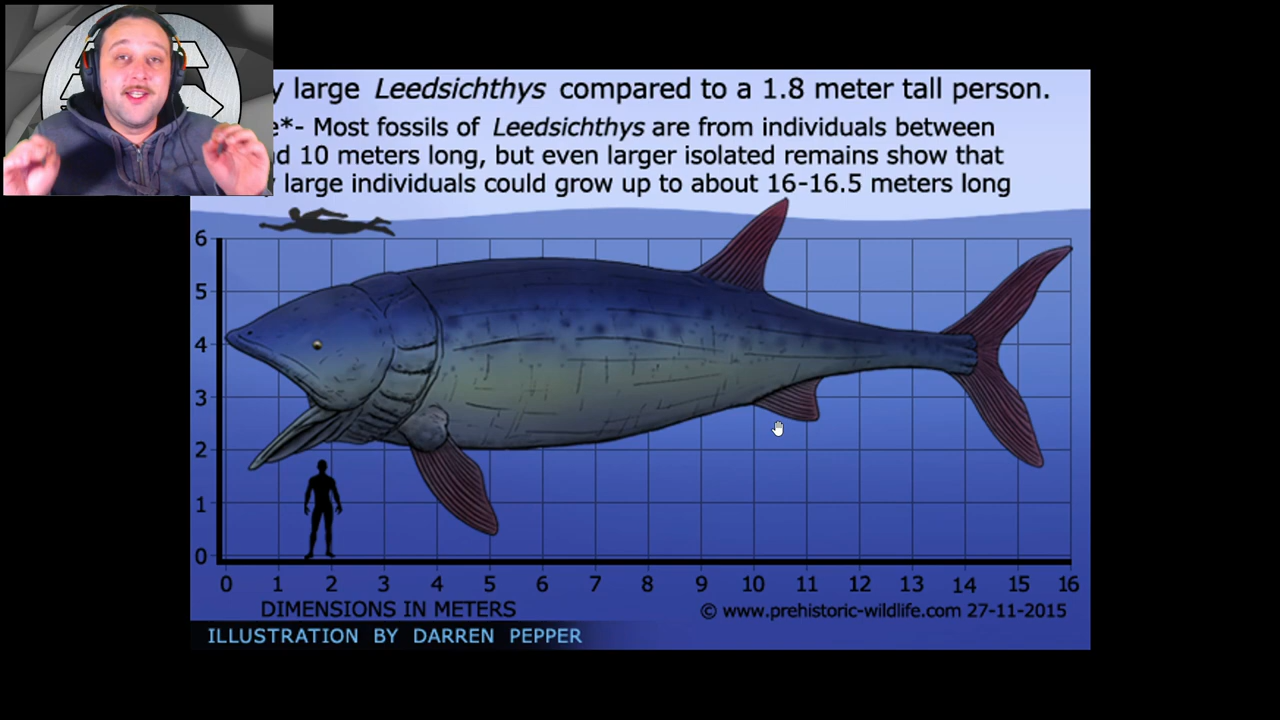 y large Leedsichthys compared to a 1.8 meter tall person.
e*- Most fossils of Leedsichthys are from individuals between
d 10 meters long, but even larger isolated remains show that
large individuals could grow up to about 16-16.5 meters long
6
5
4
3
2
1
0
0 1 2 3 4 5 6 7 8 9 10 11 12 13 14 15 16
DIMENSIONS IN METERS
© www.prehistoric-wildlife.com 27-11-2015
ILLUSTRATION BY DARREN PEPPER